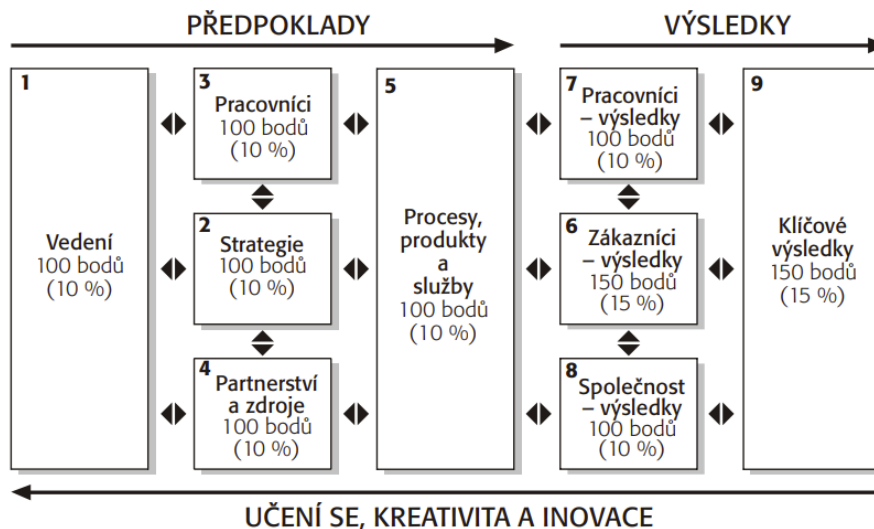 PŘEDPOKLADY
VÝSLEDKY
1
Vedení
100 bodů
(10 %)
3
Pracovníci
100 bodů
(10 %)
2
Strategie
100 bodů
(10 %)
4
Partnerství
a zdroje
100 bodů
(10 %)
5
Procesy,
produkty
a
služby
100 bodů
(10 %)
7
Pracovníci
– výsledky
100 bodů
(10 %)
6
Zákazníci
– výsledky
150 bodů
(15 %)
8
Společnost
– výsledky
100 bodů
(10 %)
9
Klíčové
výsledky
150 bodů
(15 %)
UČENÍ SE, KREATIVITA A INOVACE